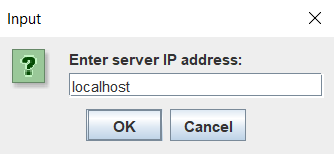 Input
?
Enter server IP address:
localhost
OK Cancel